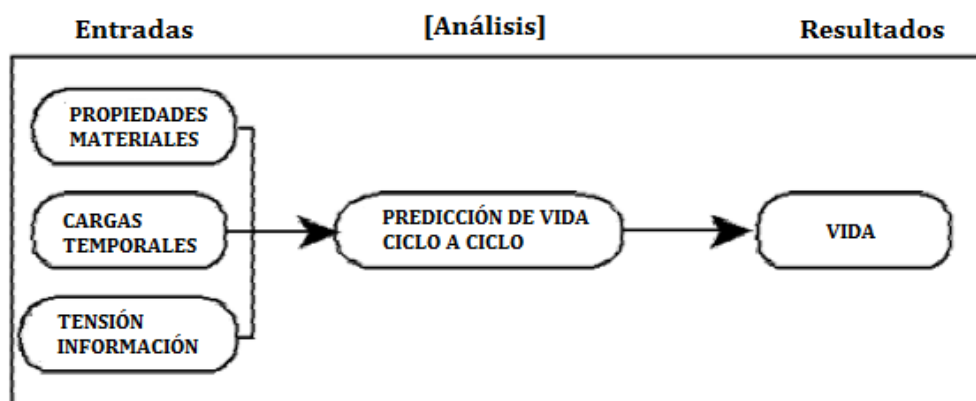 Entradas
[Análisis]
Resultados
PROPIEDADES
MATERIALES
CARGAS
TEMPORALES
TENSIÓN
INFORMACIÓN
PREDICCIÓN DE VIDA
CICLO A CICLO
VIDA